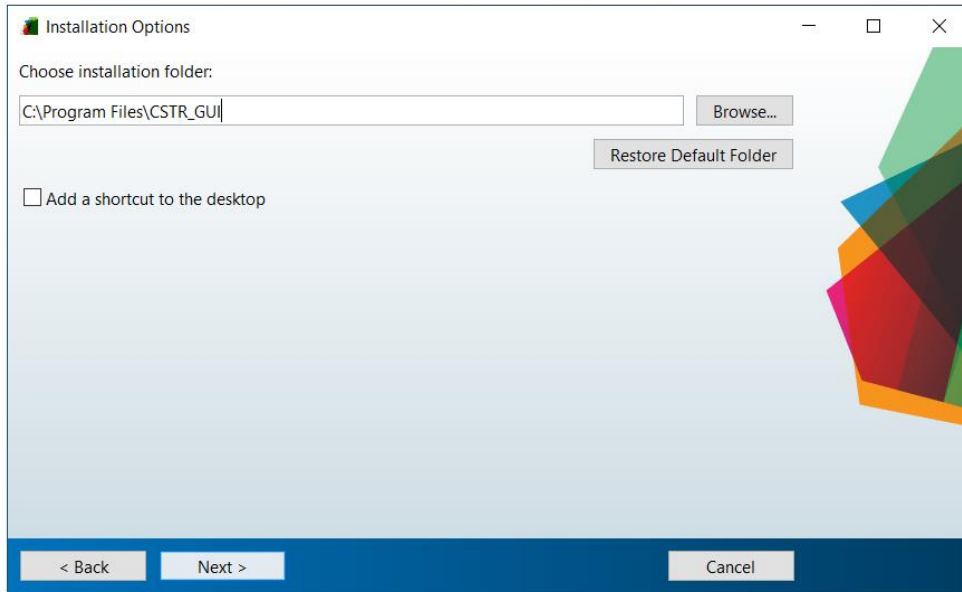 Installation Options
Choose installation folder:
C:\Program Files\CSTR_GUI
Browse...
Restore Default Folder
Add a shortcut to the desktop
< Back
Next >
Cancel